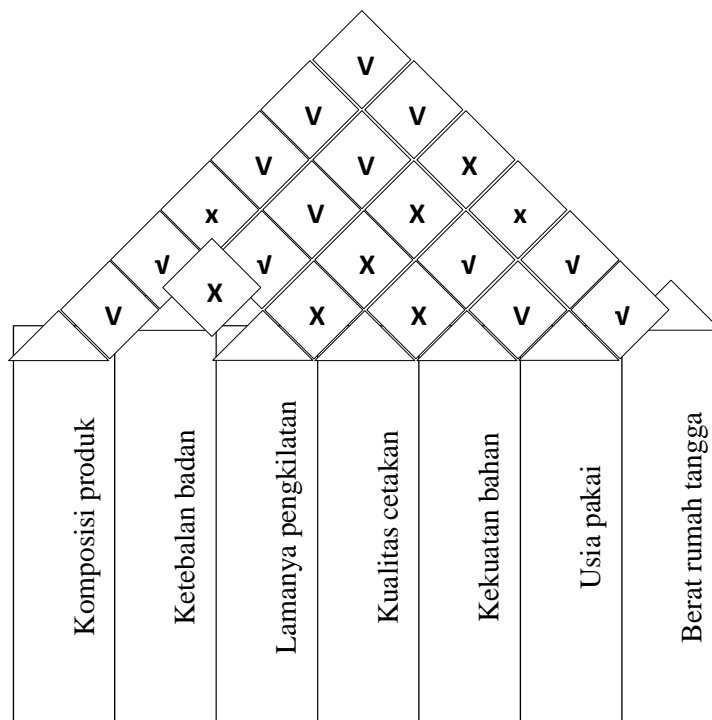 V
V V
V V X
x V X x
√ √ X √ √
V X X X V √
Komposisi produk
Ketebalan badan
Lamanya pengkilatan
Kualitas cetakan
Kekuatan bahan
Usia pakai
Berat rumah tangga